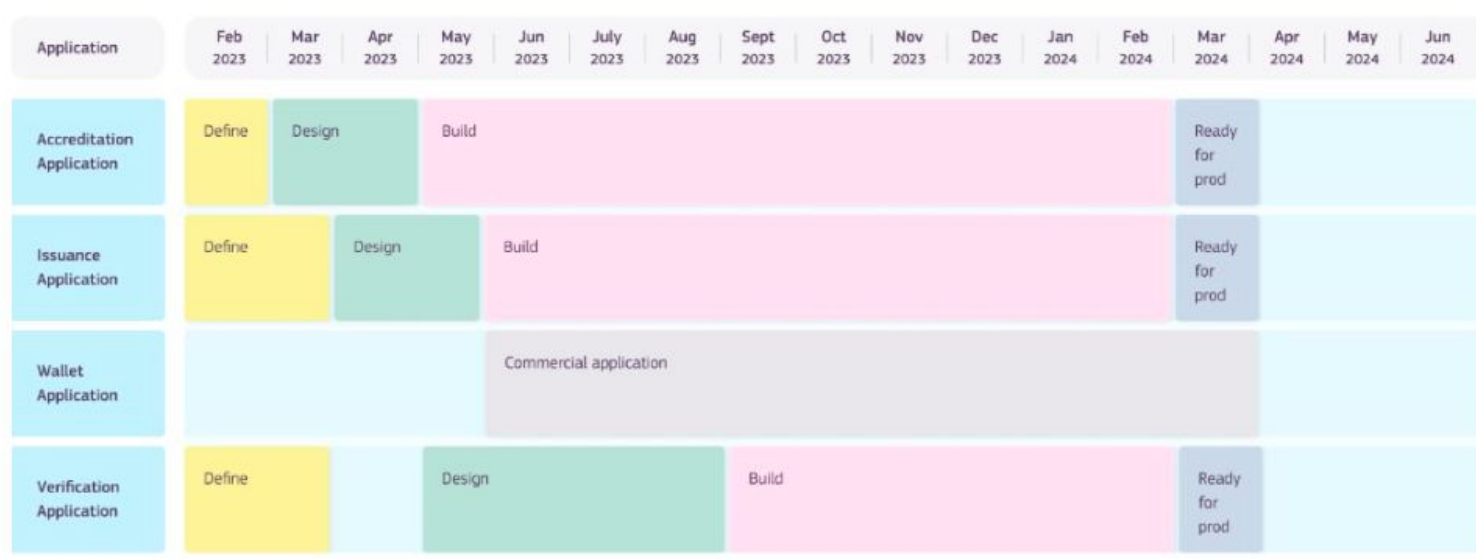 Application
Feb Mar Apr May Jun July Aug Sept Oct Nov Dec Jan Feb Mar Apr May Jun
2023 2023 2023 2023 2023 2023 2023 2023 2023 2023 2023 2024 2024 2024 2024 2024 2024
Accreditation
Application
Define
Design
Build
Ready
for
prod
Issuance
Application
Define
Design
Build
Ready
for
prod
Wallet
Application
Commercial application
Verification
Application
Define
Design
Build
Ready
for
prod